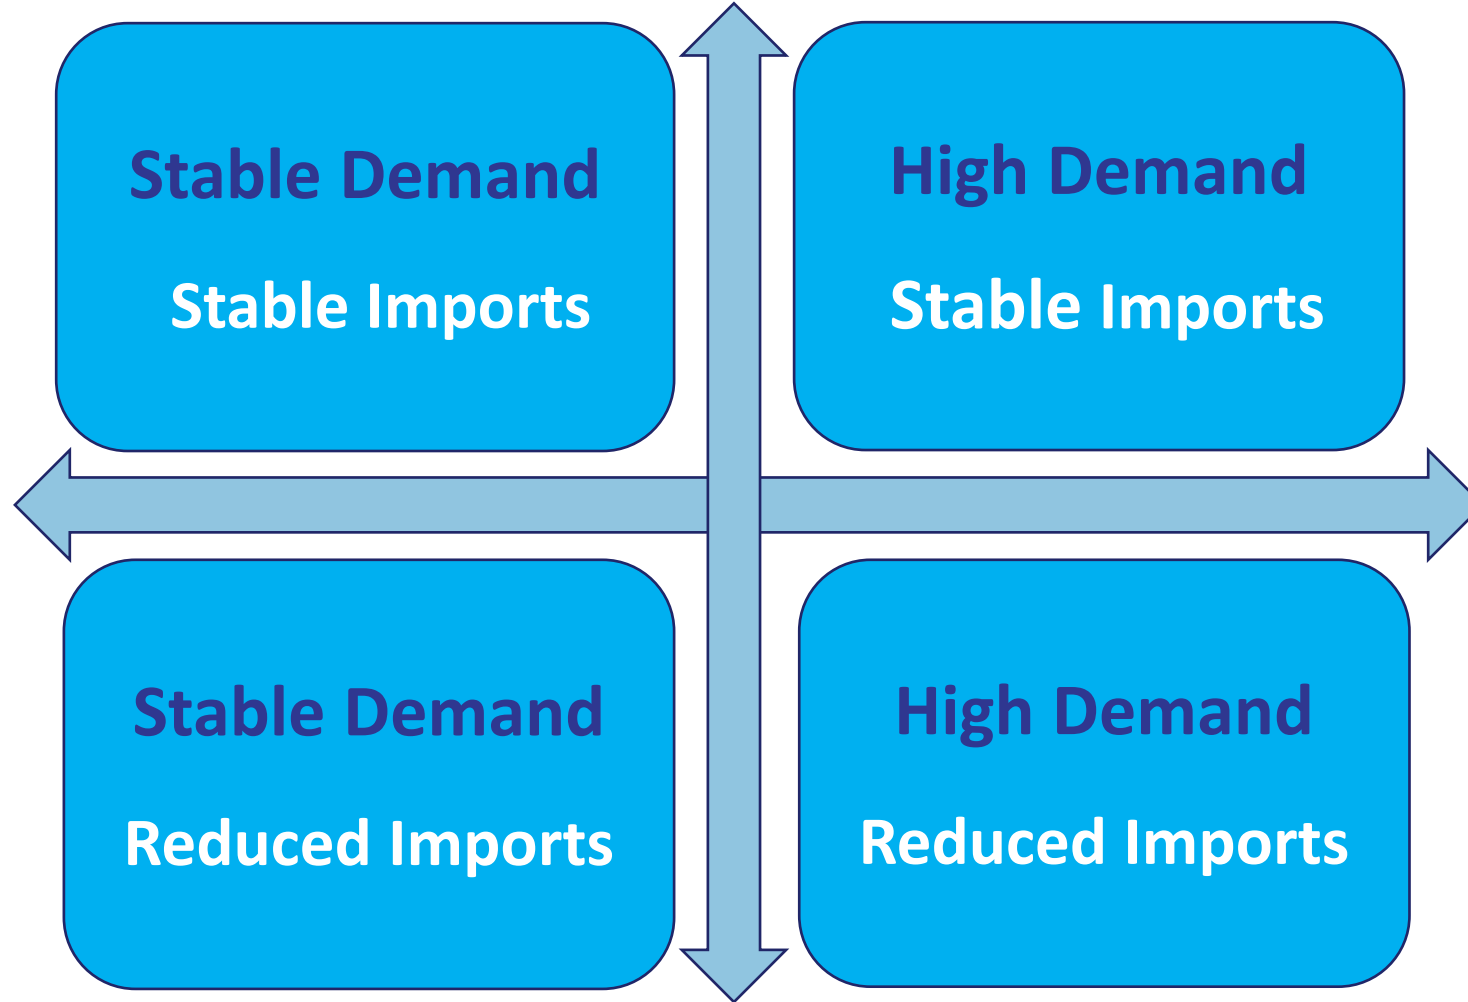 Stable Demand
Stable Imports
High Demand
Stable Imports
Stable Demand
Reduced Imports
High Demand
Reduced Imports